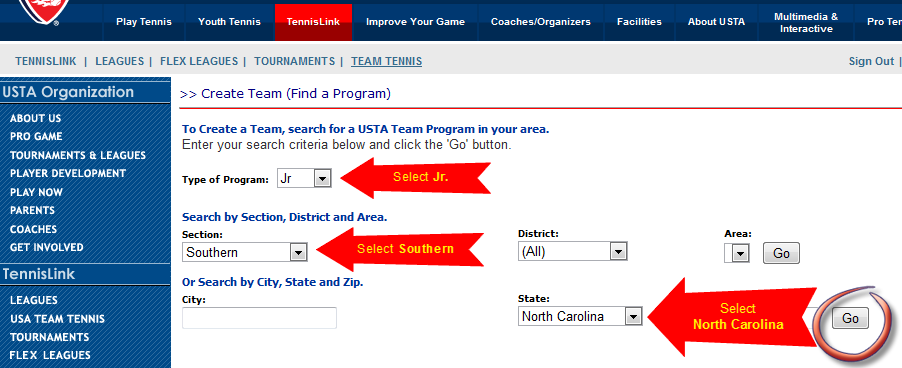 Play Tennis
Youth Tennis
TennisLink
Improve Your Game
Coaches/Organizers
Facilities
About USTA
Multimedia &
Interactive
Pro Ten
TENNISLINK | LEAGUES | FLEX LEAGUES | TOURNAMENTS | TEAM TENNIS
Sign Out |
USTA Organization
ABOUT US
PRO GAME
TOURNAMENTS & LEAGUES
PLAYER DEVELOPMENT
PLAY NOW
PARENTS
COACHES
GET INVOLVED
TennisLink
LEAGUES
USA TEAM TENNIS
TOURNAMENTS
FLEX LEAGUES
>> Create Team (Find a Program)
To Create a Team, search for a USTA Team Program in your area.
Enter your search criteria below and click the 'Go' button.
Type of Program: Jr
Select Jr.
Search by Section, District and Area.
Section:
Southern
Select Southern
District:
(All)
Area:
Go
Or Search by City, State and Zip.
City:
State:
North Carolina
Select
North Carolina
Go